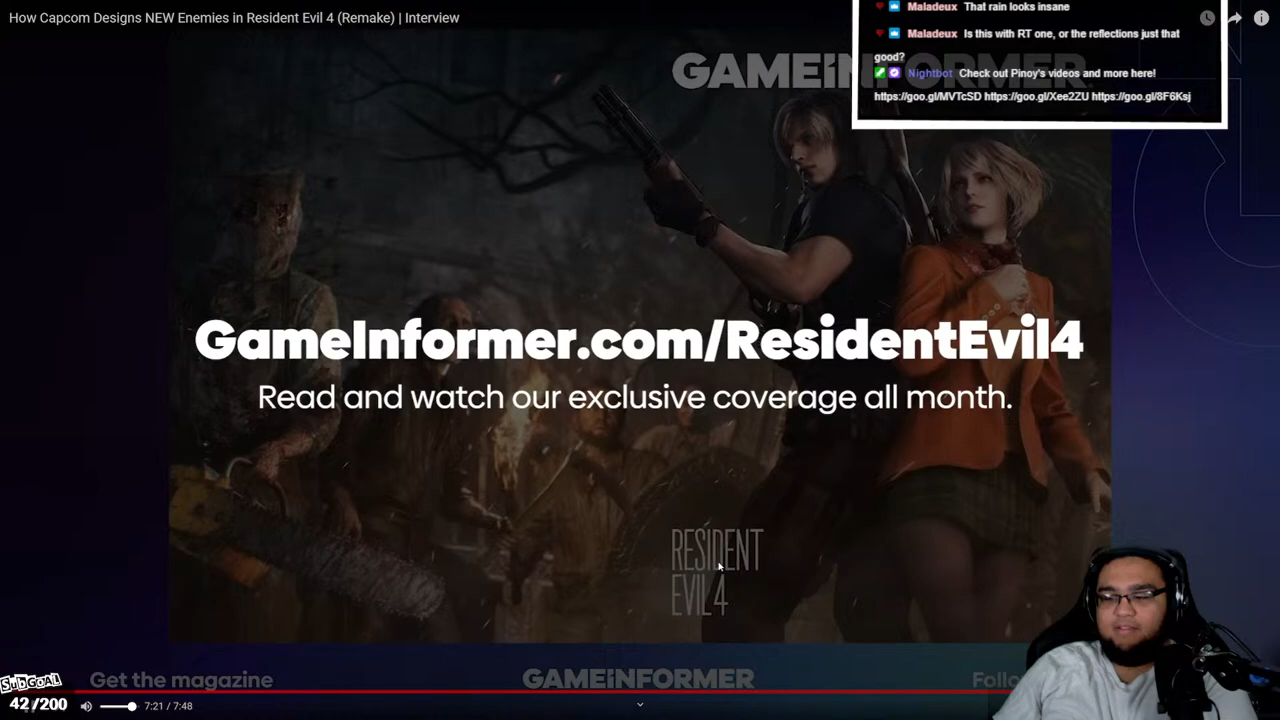 How Capcom Designs NEW Enemies in Resident Evil 4 (Remake) | Interview
Maladeux That rain looks insane
Maladeux Is this with RT one, or the reflections just that
good?
Nightbot Check out Pinoy's videos and more here!
https://goo.gl/MVTcSD https://goo.gl/Xee2ZU https://goo.gl/8F6Ksj
GAMEIN
GameInformer.com/ResidentEvil4
Read and watch our exclusive coverage all month.
RESIDENT
EVIL 4
Get the magazine
GAMEINFORMER
Follo
SubGoal
42/200
7:21 / 7:48